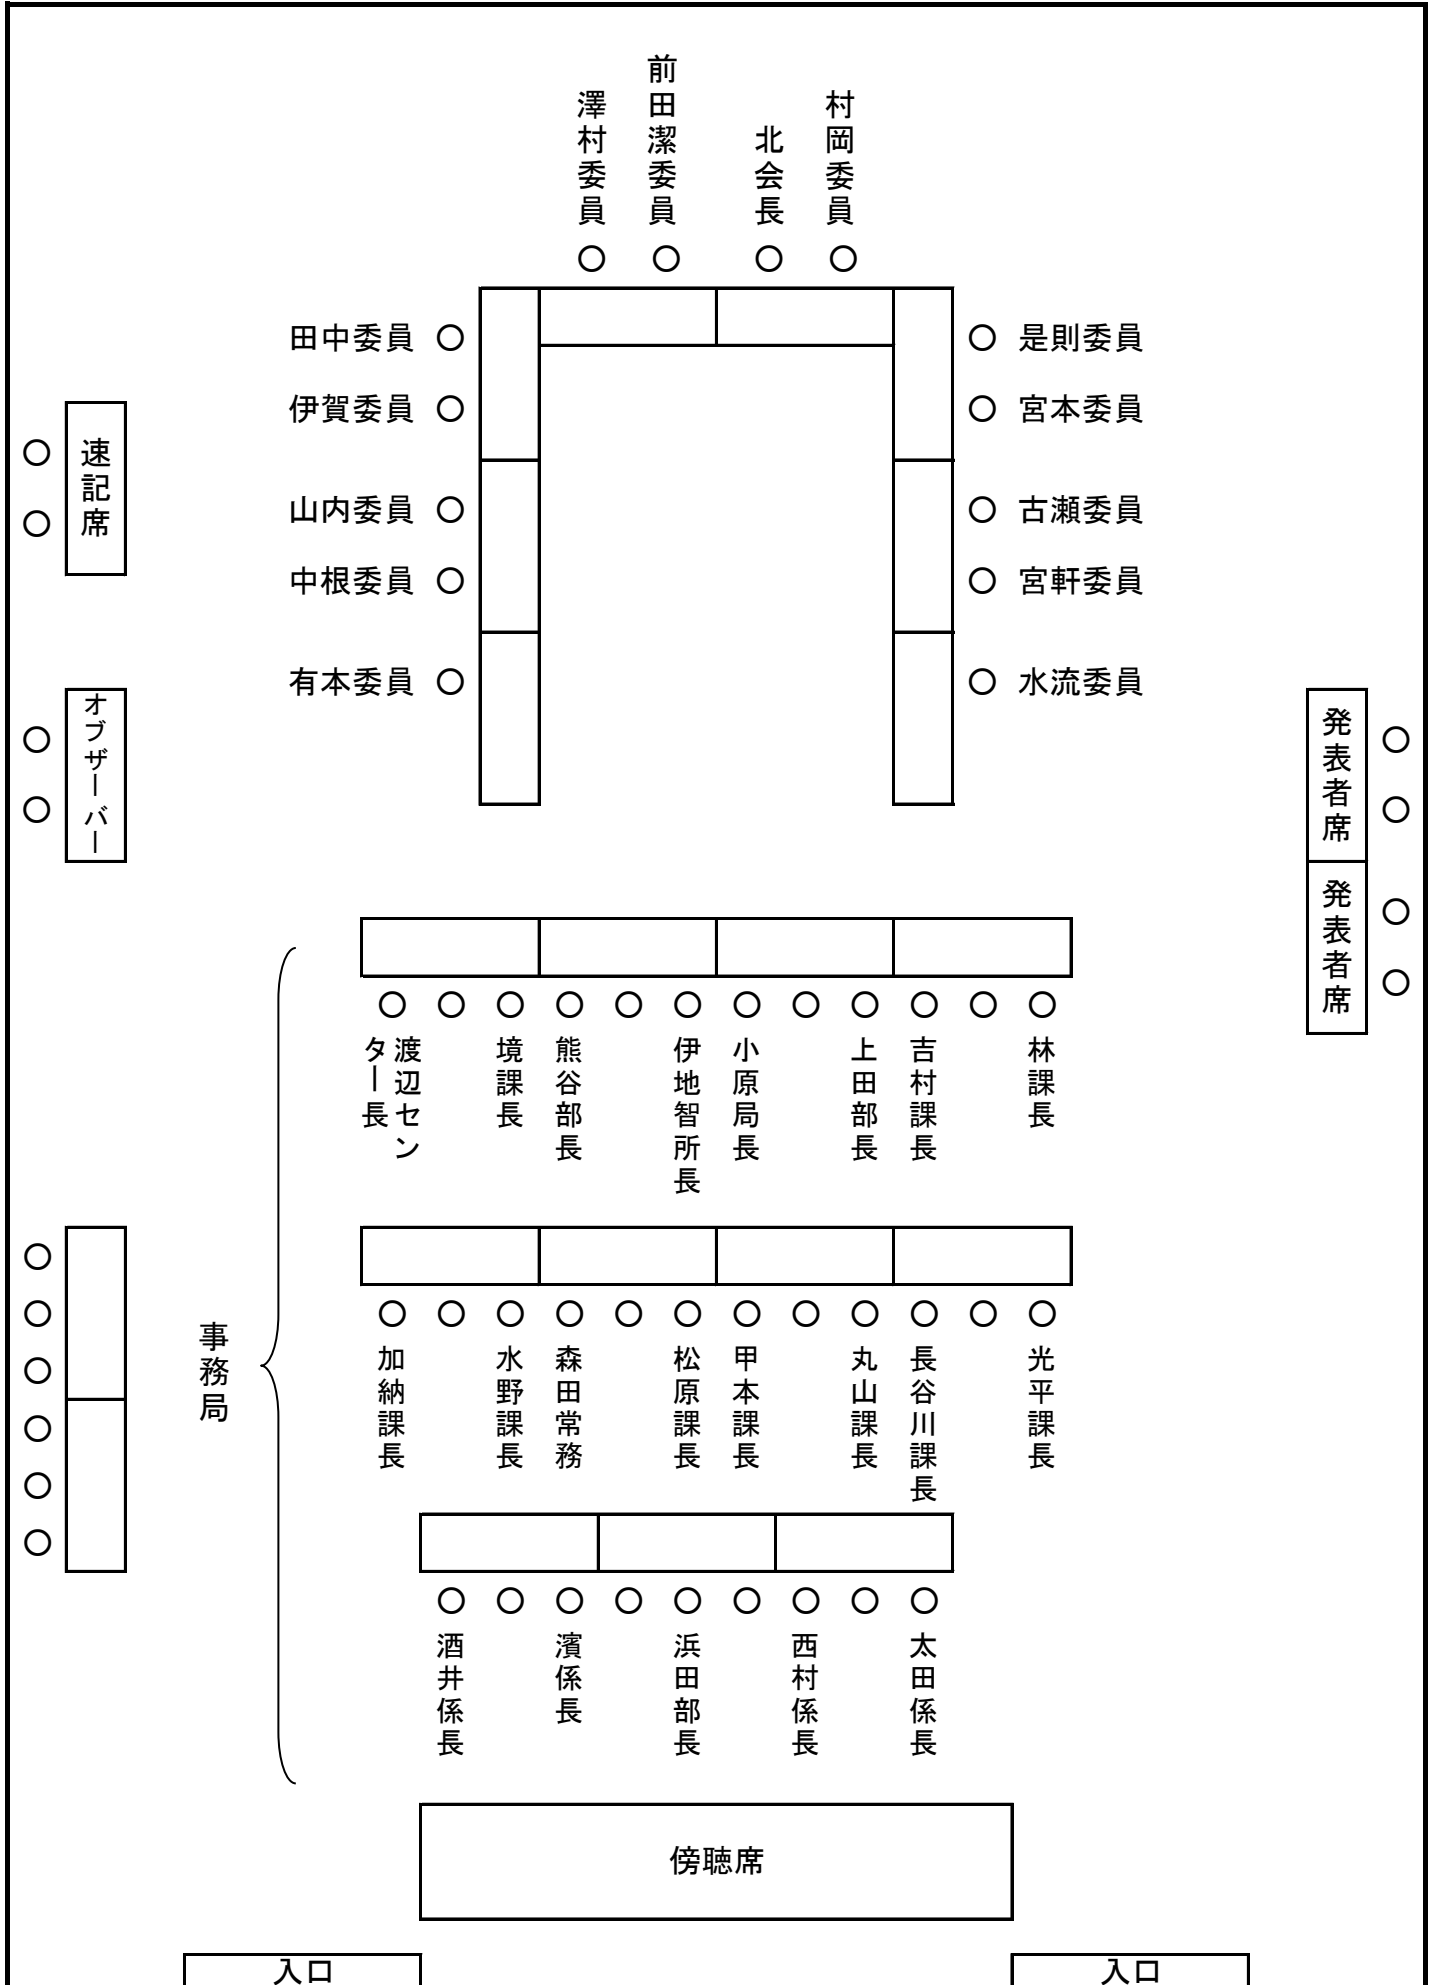 澤村委員
前田潔委員
北会長
村岡委員
田中委員
是則委員
伊賀委員
宮本委員
速記席
山内委員
古瀬委員
中根委員
宮軒委員
有本委員
水流委員
オブザーバー
発表者席
発表者席
渡辺セン
ター長
境課長
熊谷部長
伊地智所長
小原局長
上田部長
吉村課長
林課長
事務局
加納課長
水野課長
森田常務
松原課長
甲本課長
丸山課長
長谷川課長
光平課長
酒井係長
濱係長
浜田部長
西村係長
太田係長
傍聴席
入口
入口